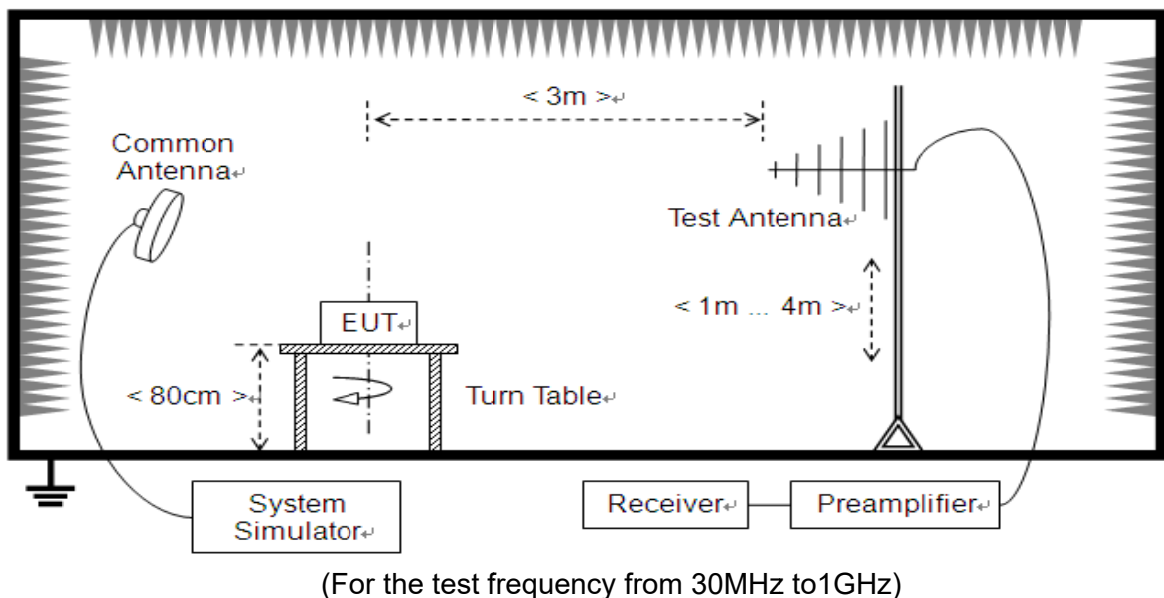 < 3m >↵
Common
Antenna↵
Test Antenna↵
< 1m ... 4m >↵
EUT↵
< 80cm >↵
Turn Table↵
System
Simulator↵
Receiver↵
Preamplifier↵
(For the test frequency from 30MHz to1GHz)